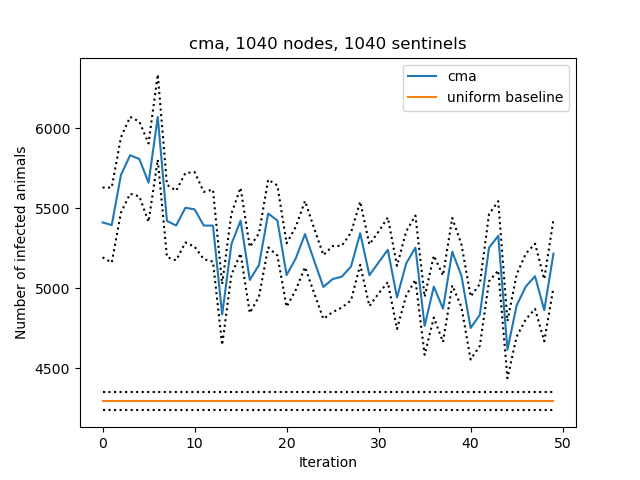 cma, 1040 nodes, 1040 sentinels
cma
uniform baseline
Number of infected animals
6000
5500
5000
4500
0 10 20 30 40 50
Iteration